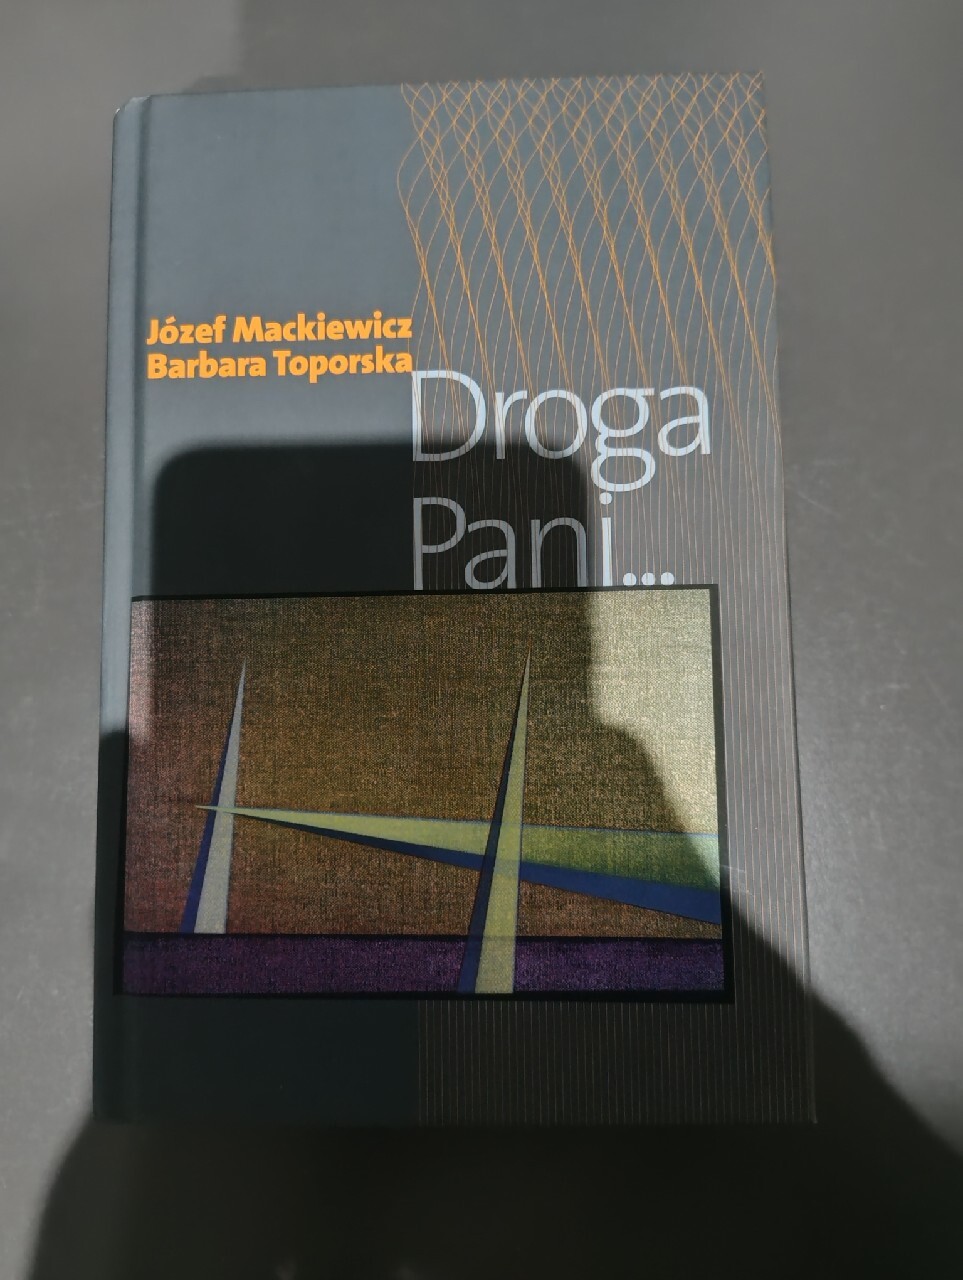 Józef Mackiewicz
Barbara Toporska
Droga
Pani...